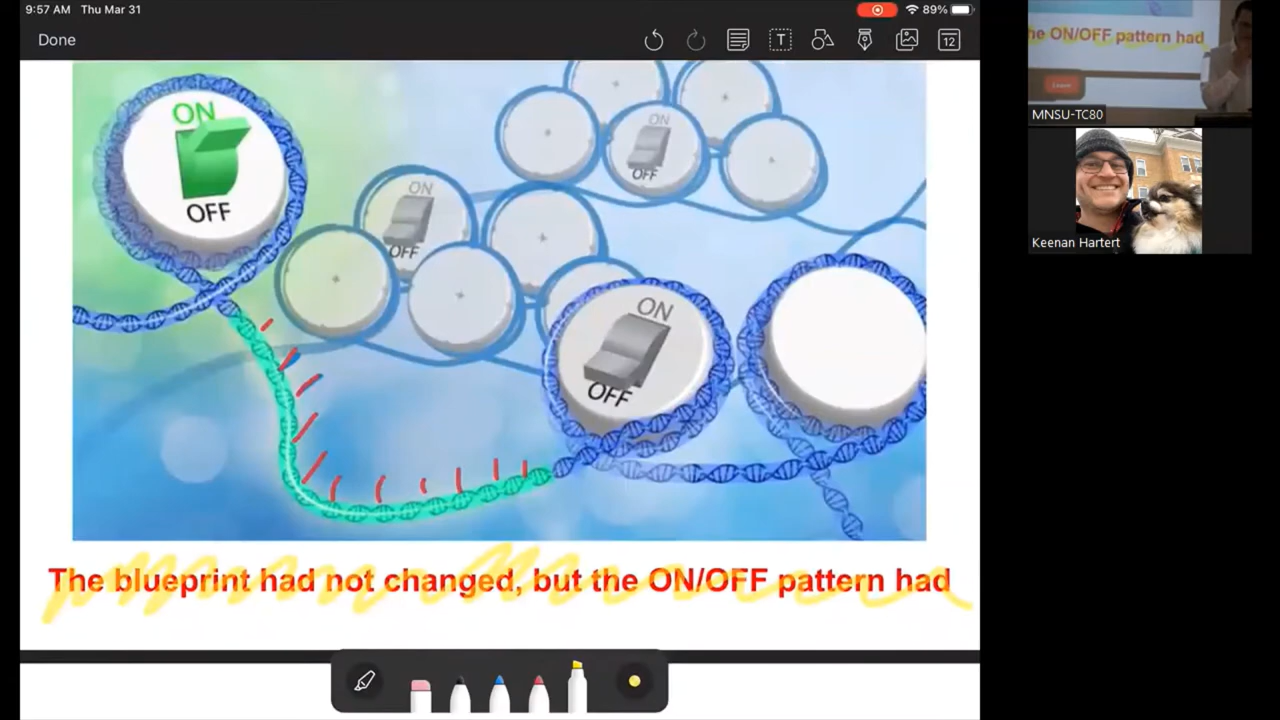 9:57 AM Thu Mar 31
89%
Done
T
12
ON
OFF
ON
OFF
ON
OFF
ON
OFF
The blueprint had not changed, but the ON/OFF pattern had
he ON/OFF pattern had
Leave
MNSU-TC80
Keenan Hartert